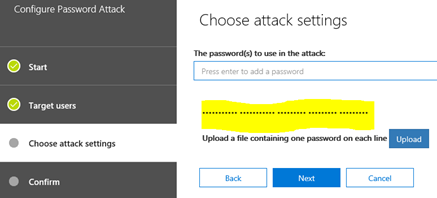 Configure Password Attack
Start
Target users
Choose attack settings
Confirm
Choose attack settings
The password(s) to use in the attack:
Press enter to add a password
Upload a file containing one password on each line
Upload
Back
Next
Cancel